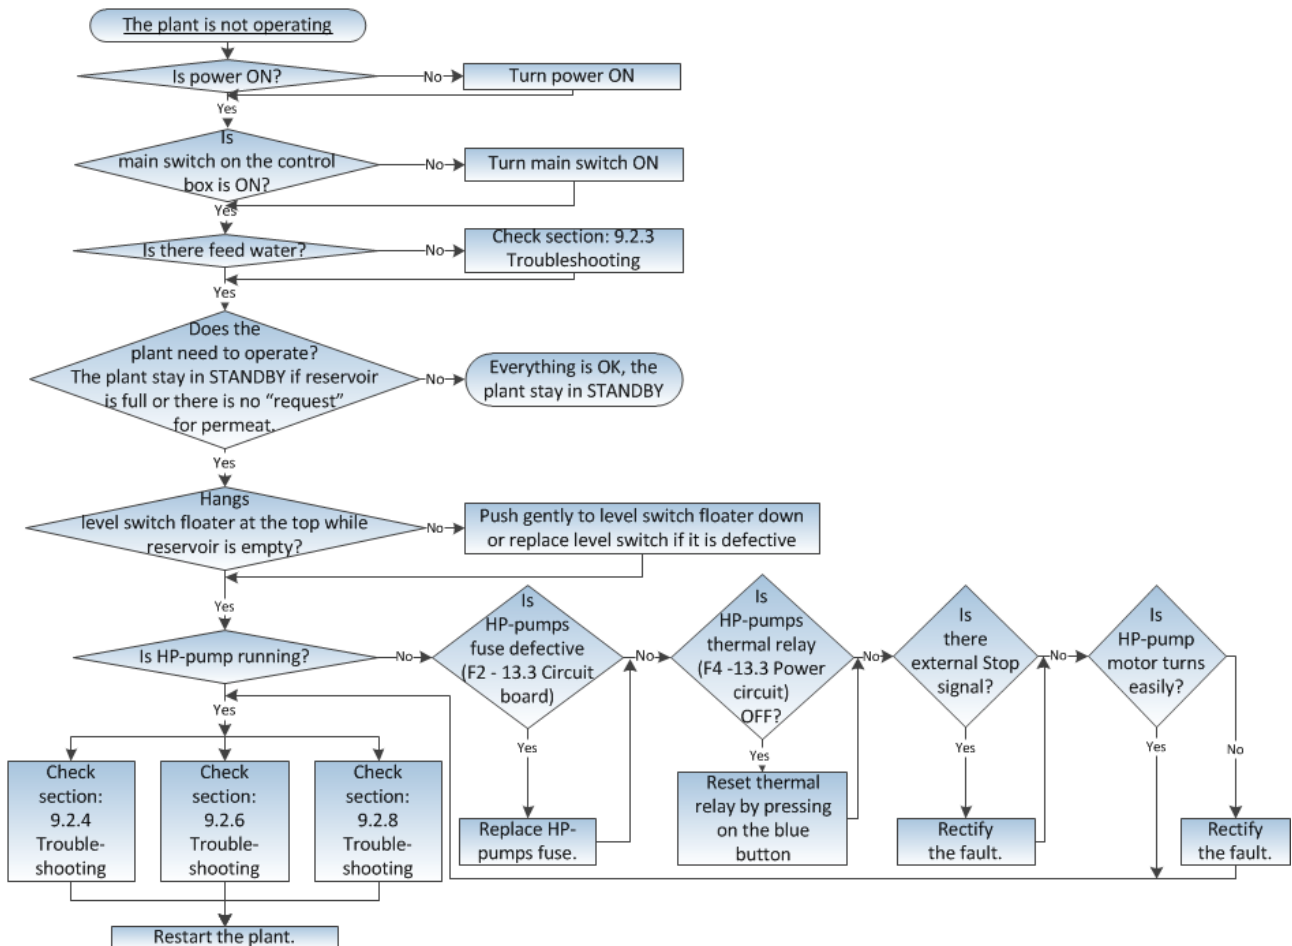 The plant is not operating
Is power ON?
No
Turn power ON
Yes
Is
main switch on the control
box is ON?
No
Turn main switch ON
Yes
Is there feed water?
No
Check section: 9.2.3
Troubleshooting
Yes
Does the
plant need to operate?
The plant stay in STANDBY if reservoir
is full or there is no “request”
for permeat.
No
Everything is OK, the
plant stay in STANDBY
Yes
Hangs
level switch floater at the top while
reservoir is empty?
No
Push gently to level switch floater down
or replace level switch if it is defective
Yes
Is HP-pump running?
No
Is
HP-pumps
fuse defective
(F2 - 13.3 Circuit
board)
No
Is
HP-pumps
thermal relay
(F4 -13.3 Power
circuit)
OFF?
No
Is
there
external Stop
signal?
No
Is
HP-pump
motor turns
easily?
Yes
Yes
Yes
Yes
Yes
No
Check
section:
9.2.4
Trouble-
shooting
Check
section:
9.2.6
Trouble-
shooting
Check
section:
9.2.8
Trouble-
shooting
Replace HP-
pumps fuse.
Reset thermal
relay by pressing
on the blue
button
Rectify
the fault.
Rectify
the fault.
Restart the plant.